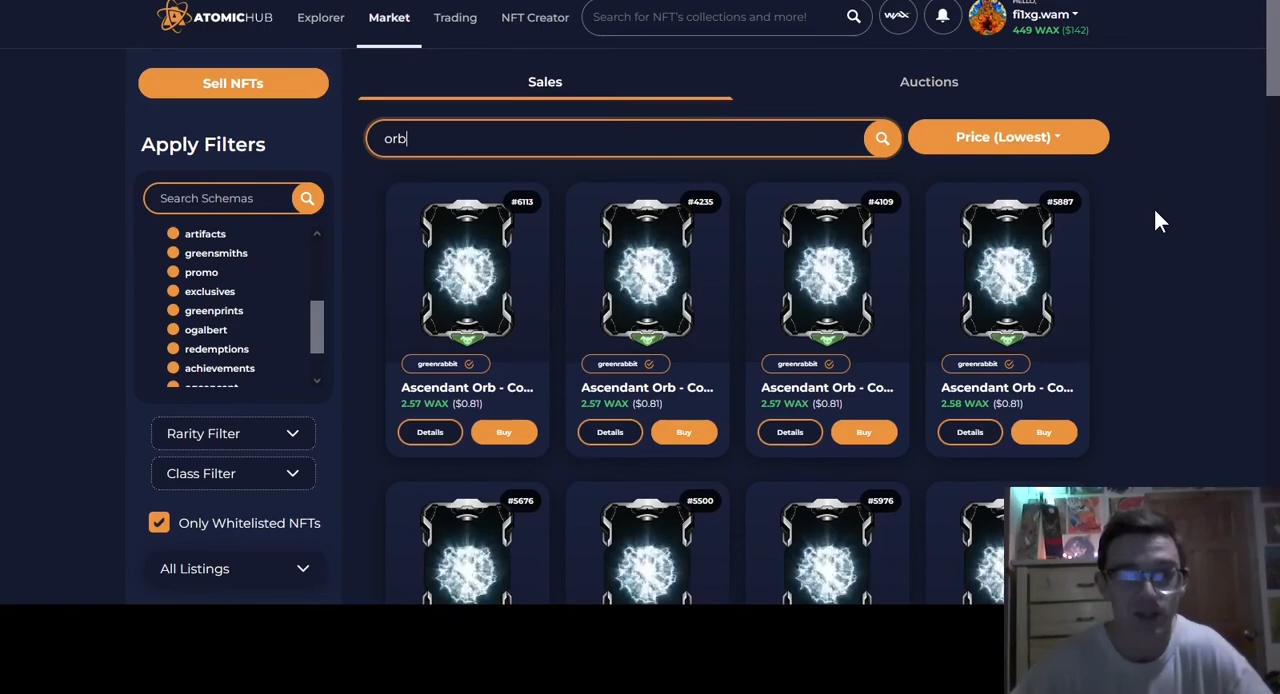 ATOMICHUB
Explorer
Market
Trading
NFT Creator
Search for NFT's collections and more!
WAX
fi1xg.wam
449 WAX ($142)
Sell NFTs
Sales
Auctions
orb
Price (Lowest)
Apply Filters
Search Schemas
artifacts
greensmiths
promo
exclusives
greenprints
ogalbert
redemptions
achievements
Rarity Filter
Class Filter
Only Whitelisted NFTs
All Listings
#6113
greenrabbit
Ascendant Orb - Co...
2.57 WAX ($0.81)
Details
Buy
#4235
greenrabbit
Ascendant Orb - Co...
2.57 WAX ($0.81)
Details
Buy
#4109
greenrabbit
Ascendant Orb - Co...
2.57 WAX ($0.81)
Details
Buy
#5887
greenrabbit
Ascendant Orb - Co...
2.58 WAX ($0.81)
Details
Buy
#5676
#5500
#5976